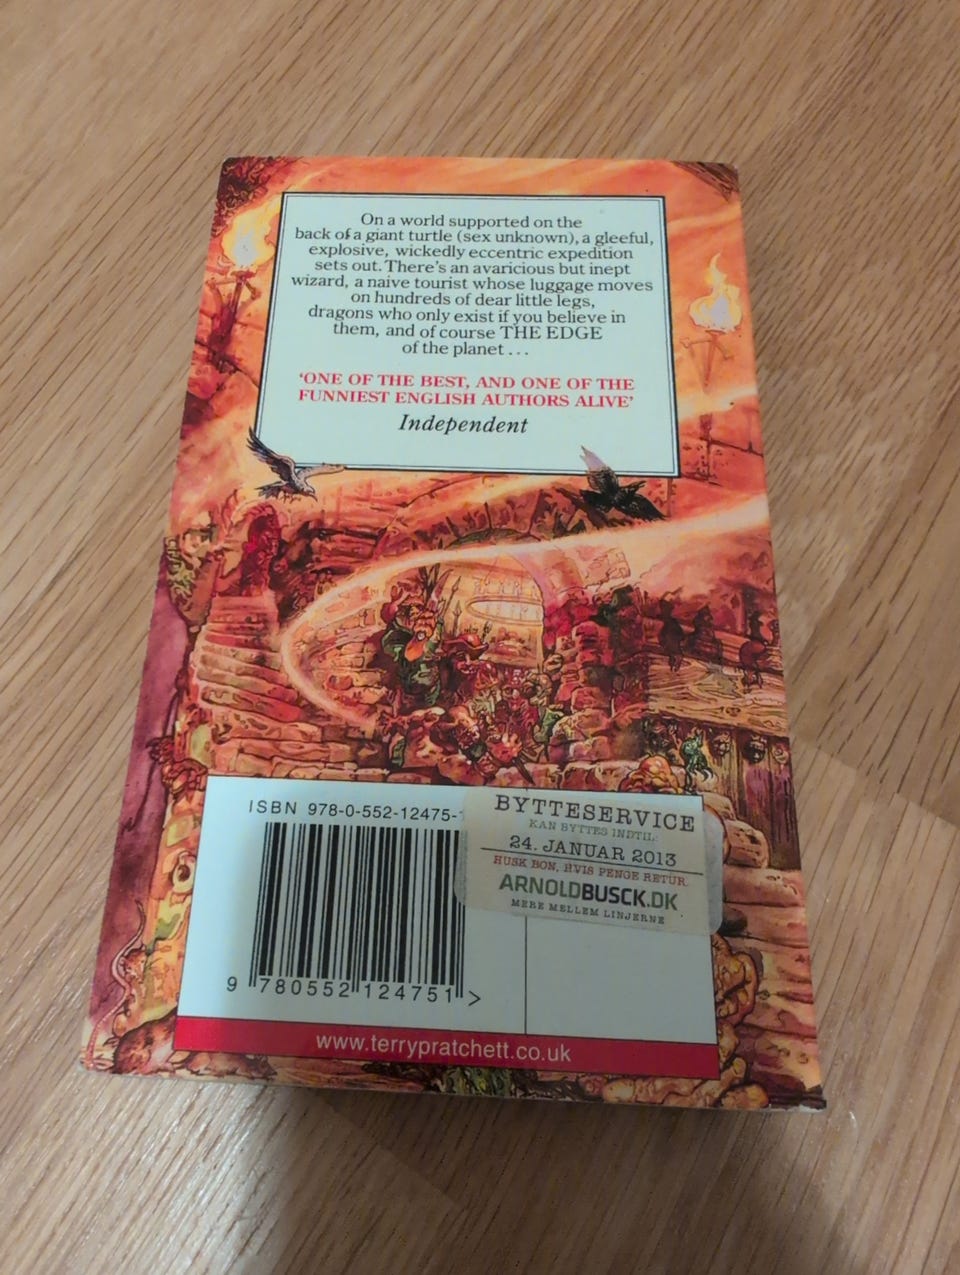 On a world supported on the
back of a giant turtle (sex unknown), a gleeful,
explosive, wickedly eccentric expedition
sets out. There's an avaricious but inept
wizard, a naive tourist whose luggage moves
on hundreds of dear little legs,
dragons who only exist if you believe in
them, and of course THE EDGE
of the planet...
'ONE OF THE BEST, AND ONE OF THE
FUNNIEST ENGLISH AUTHORS ALIVE'
Independent
ISBN 978-0-552-12475-
9 780552 124751 >
BYTTESERVICE
KAN BYTTES INDTIL:
24. JANUAR 2013
HUSK BON, HVIS PENGE RETUR.
ARNOLDBUSCK.DK
MERE MELLEM LINJERNE
www.terrypratchett.co.uk